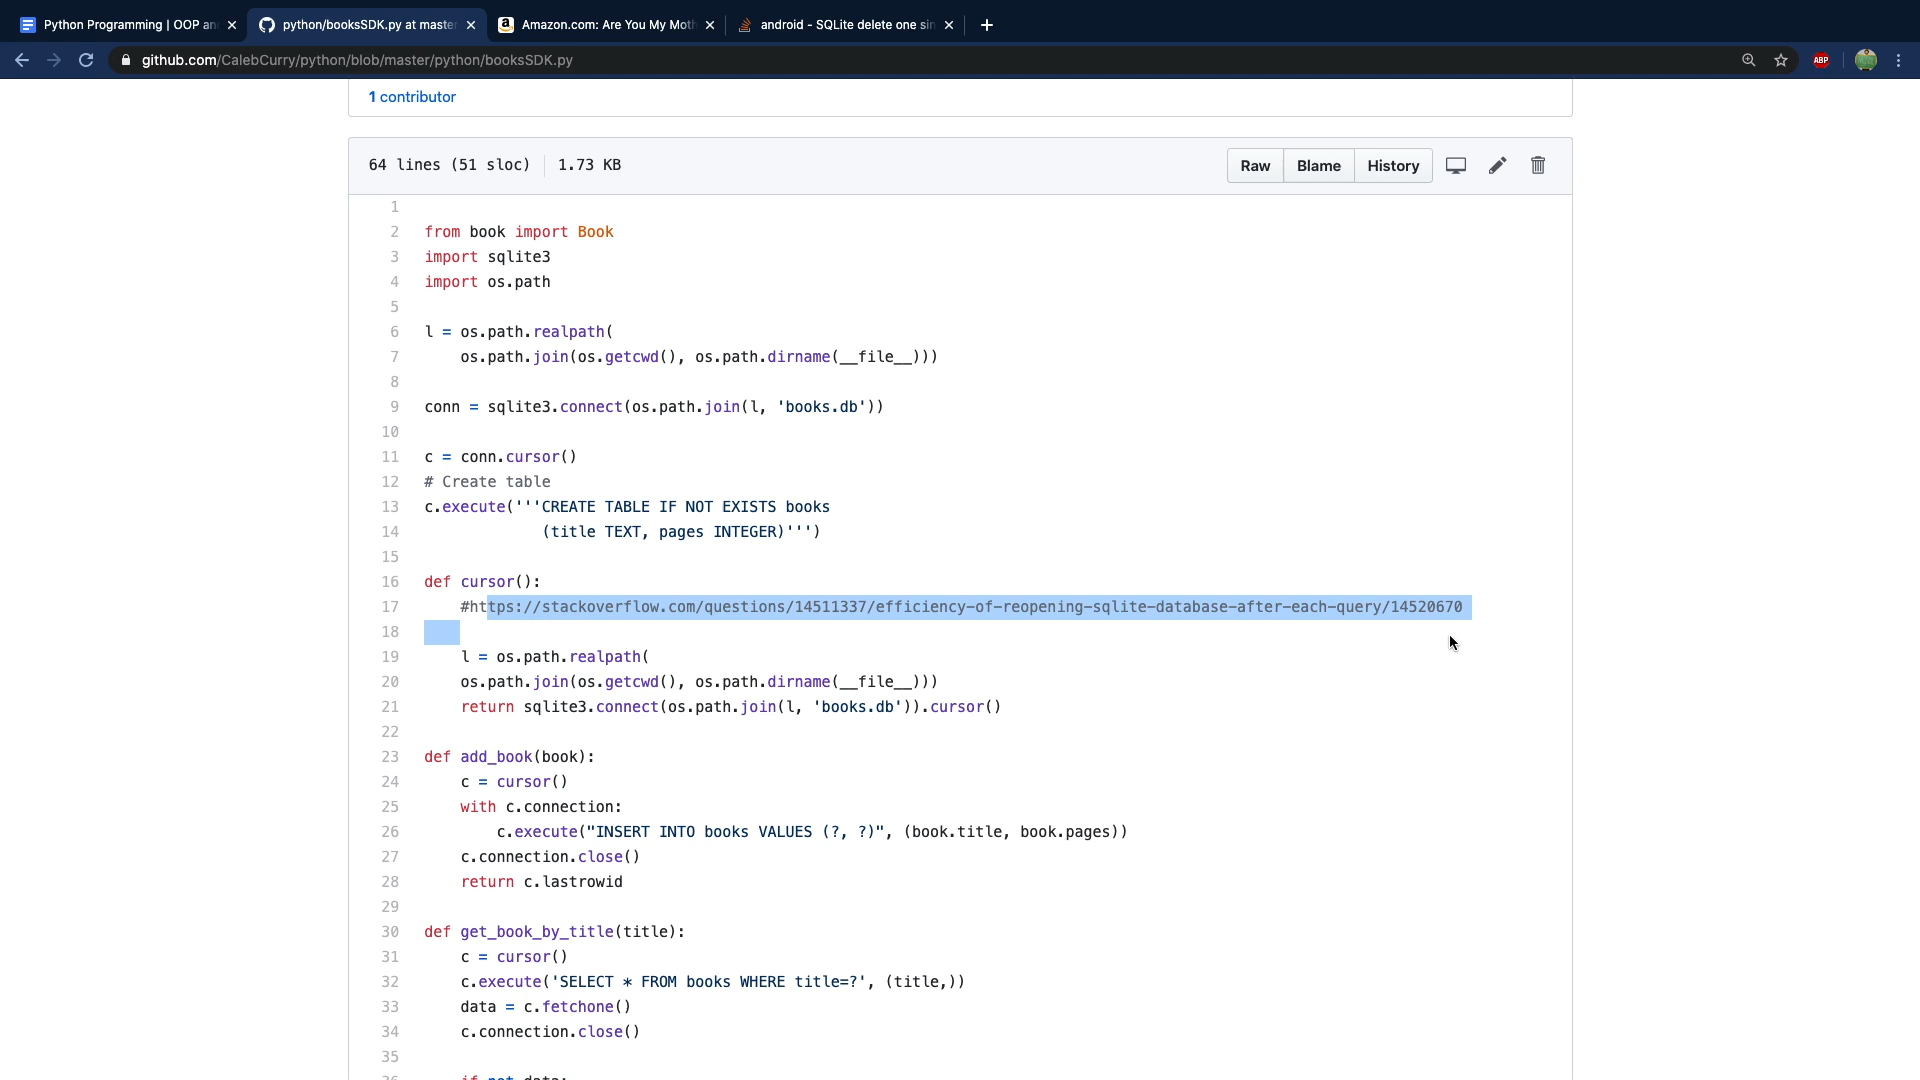 Python Programming | OOP an
python/booksSDK.py at master
Amazon.com: Are You My Moth
android - SQLite delete one sin
github.com/CalebCurry/python/blob/master/python/booksSDK.py
ABP
1 contributor
64 lines (51 sloc) 1.73 KB
Raw Blame History
1
2 from book import Book
3 import sqlite3
4 import os.path
5
6 l = os.path.realpath(
7 os.path.join(os.getcwd(), os.path.dirname(__file__)))
8
9 conn = sqlite3.connect(os.path.join(l, 'books.db'))
10
11 c = conn.cursor()
12 # Create table
13 c.execute('''CREATE TABLE IF NOT EXISTS books
14 (title TEXT, pages INTEGER)''')
15
16 def cursor():
17 #https://stackoverflow.com/questions/14511337/efficiency-of-reopening-sqlite-database-after-each-query/14520670
18
19 l = os.path.realpath(
20 os.path.join(os.getcwd(), os.path.dirname(__file__)))
21 return sqlite3.connect(os.path.join(l, 'books.db')).cursor()
22
23 def add_book(book):
24 c = cursor()
25 with c.connection:
26 c.execute("INSERT INTO books VALUES (?, ?)", (book.title, book.pages))
27 c.connection.close()
28 return c.lastrowid
29
30 def get_book_by_title(title):
31 c = cursor()
32 c.execute('SELECT * FROM books WHERE title=?', (title,))
33 data = c.fetchone()
34 c.connection.close()
35
36 if not data: